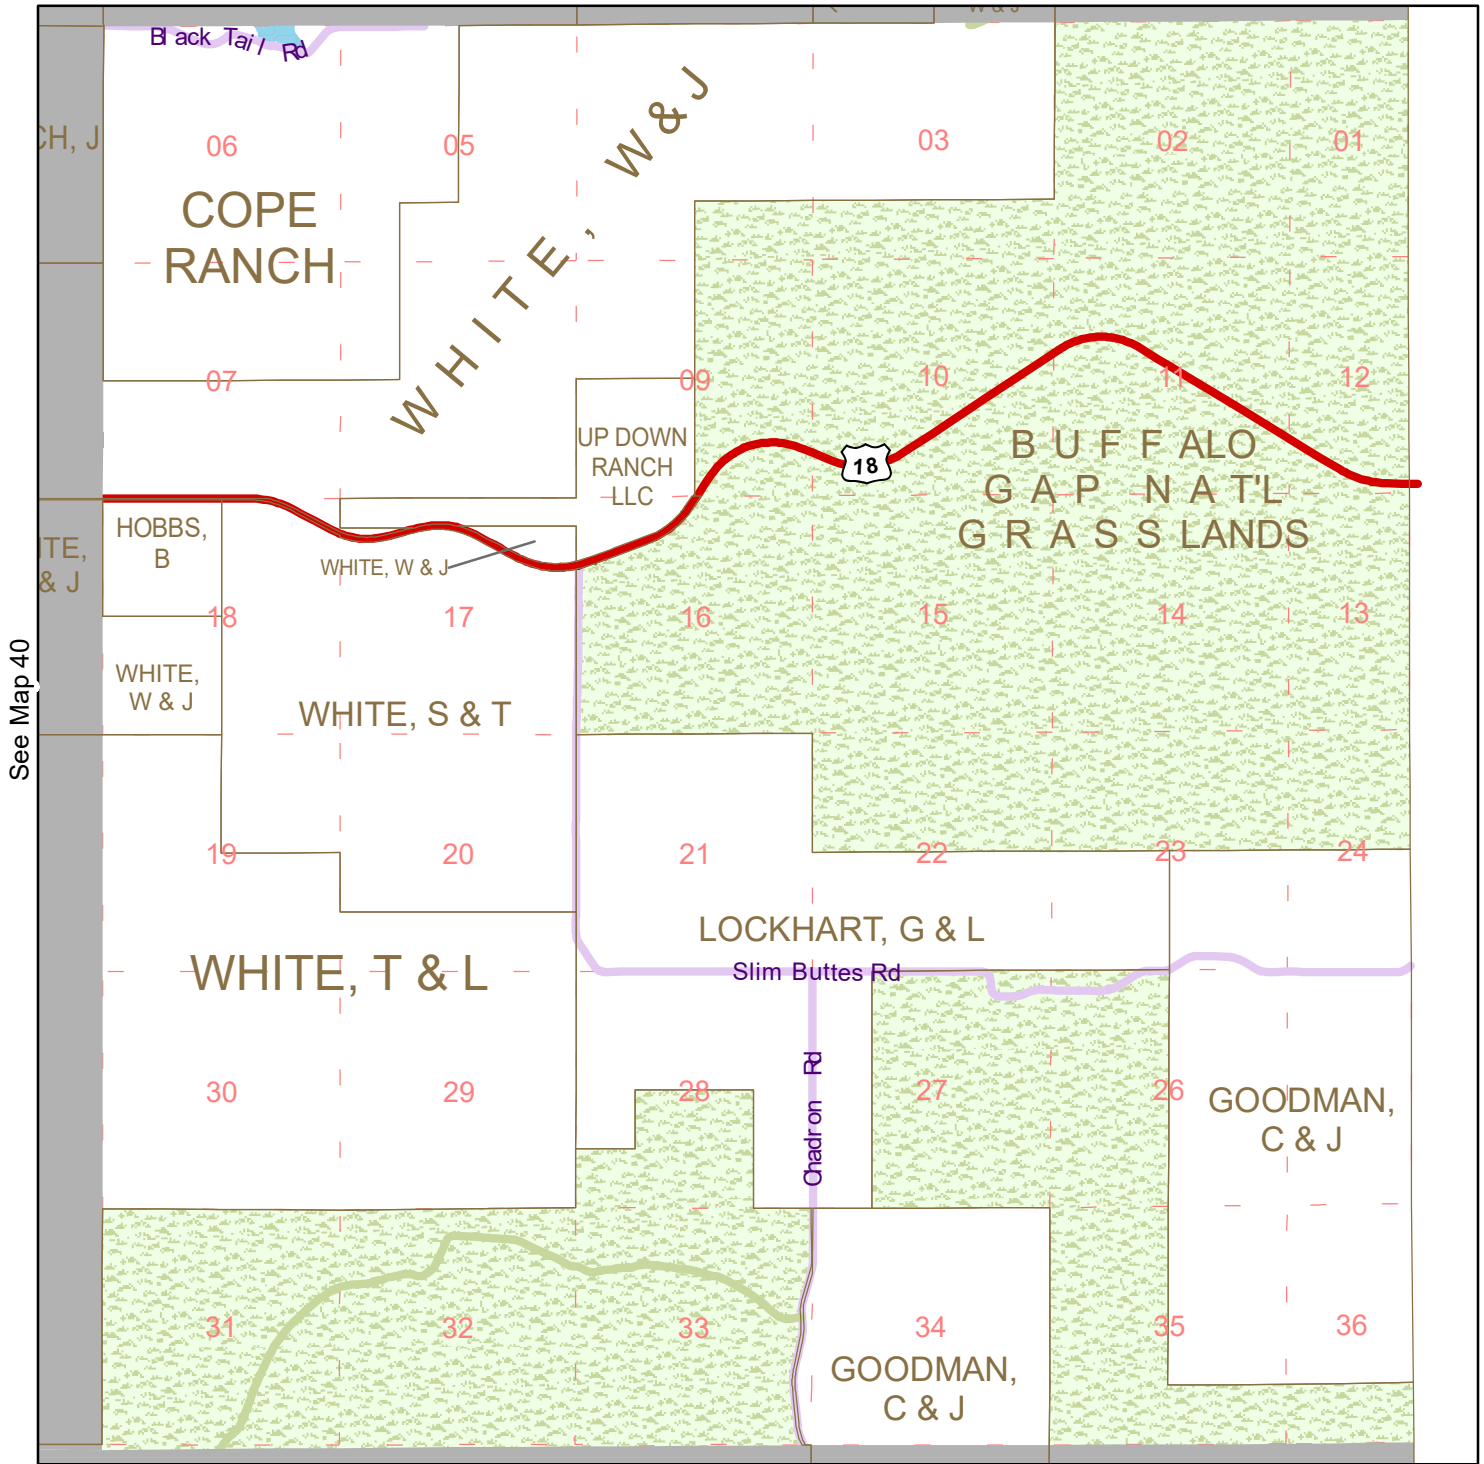 W & J
Black Tail Rd
CH, J
06
05
03
02
01
COPE
RANCH
WHITE, W & J
07
09
10
11
12
UP DOWN
RANCH
LLC
18
BUFFALO
GAP NAT'L
GRASSLANDS
HOBBS,
B
ITE,
& J
WHITE, W & J
18
17
16
15
14
13
See Map 40
WHITE,
W & J
WHITE, S & T
19
20
21
22
23
24
LOCKHART, G & L
WHITE, T & L
Slim Buttes Rd
30
29
28
Chadron Rd
27
26
GOODMAN,
C & J
31
32
33
34
35
36
GOODMAN,
C & J